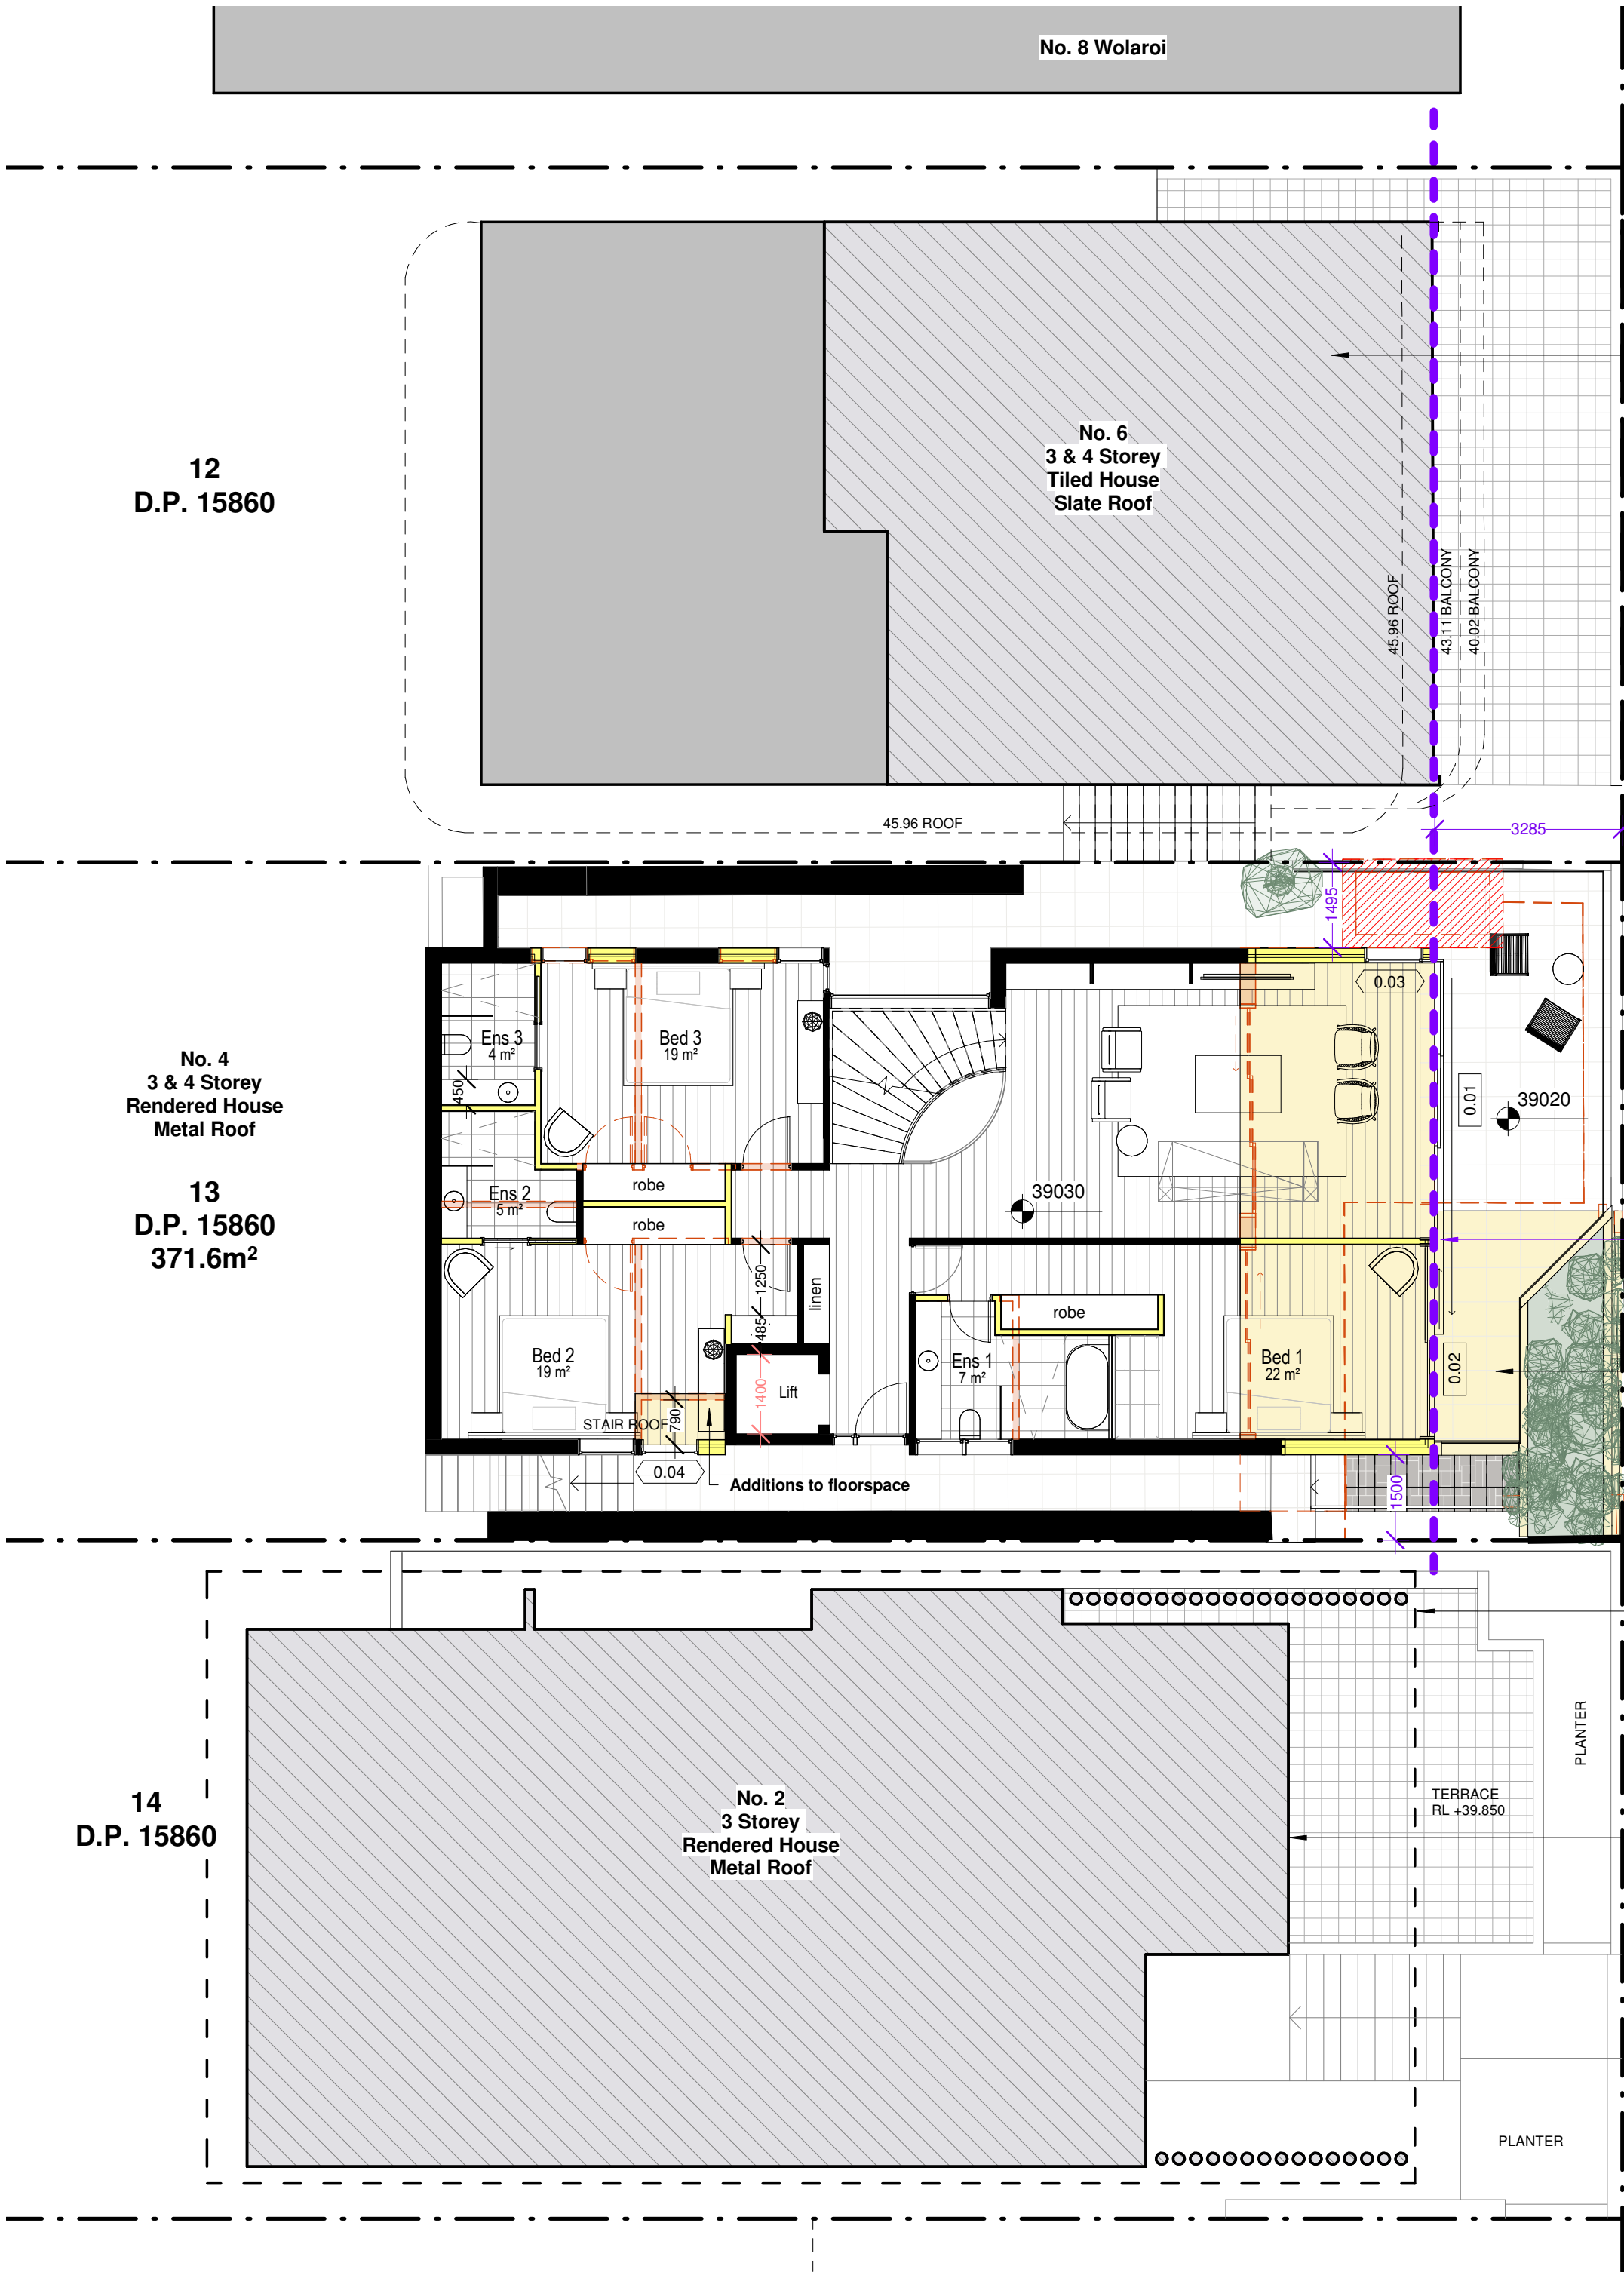 No. 8 Wolaroi
12
D.P. 15860
No. 6
3 & 4 Storey
Tiled House
Slate Roof
45.96 ROOF
43.11 BALCONY
40.02 BALCONY
45.96 ROOF
3285
1495
No. 4
3 & 4 Storey
Rendered House
Metal Roof
13
D.P. 15860
371.6m²
Ens 3
4 m²
450
Bed 3
19 m²
0.03
0.01
39020
Ens 2
5 m²
robe
robe
39030
1250
485
linen
robe
Bed 2
19 m²
STAIR ROOF
790
1400
Lift
Ens 1
7 m²
Bed 1
22 m²
0.02
0.04
Additions to floorspace
1500
14
D.P. 15860
No. 2
3 Storey
Rendered House
Metal Roof
PLANTER
TERRACE
RL +39.850
PLANTER